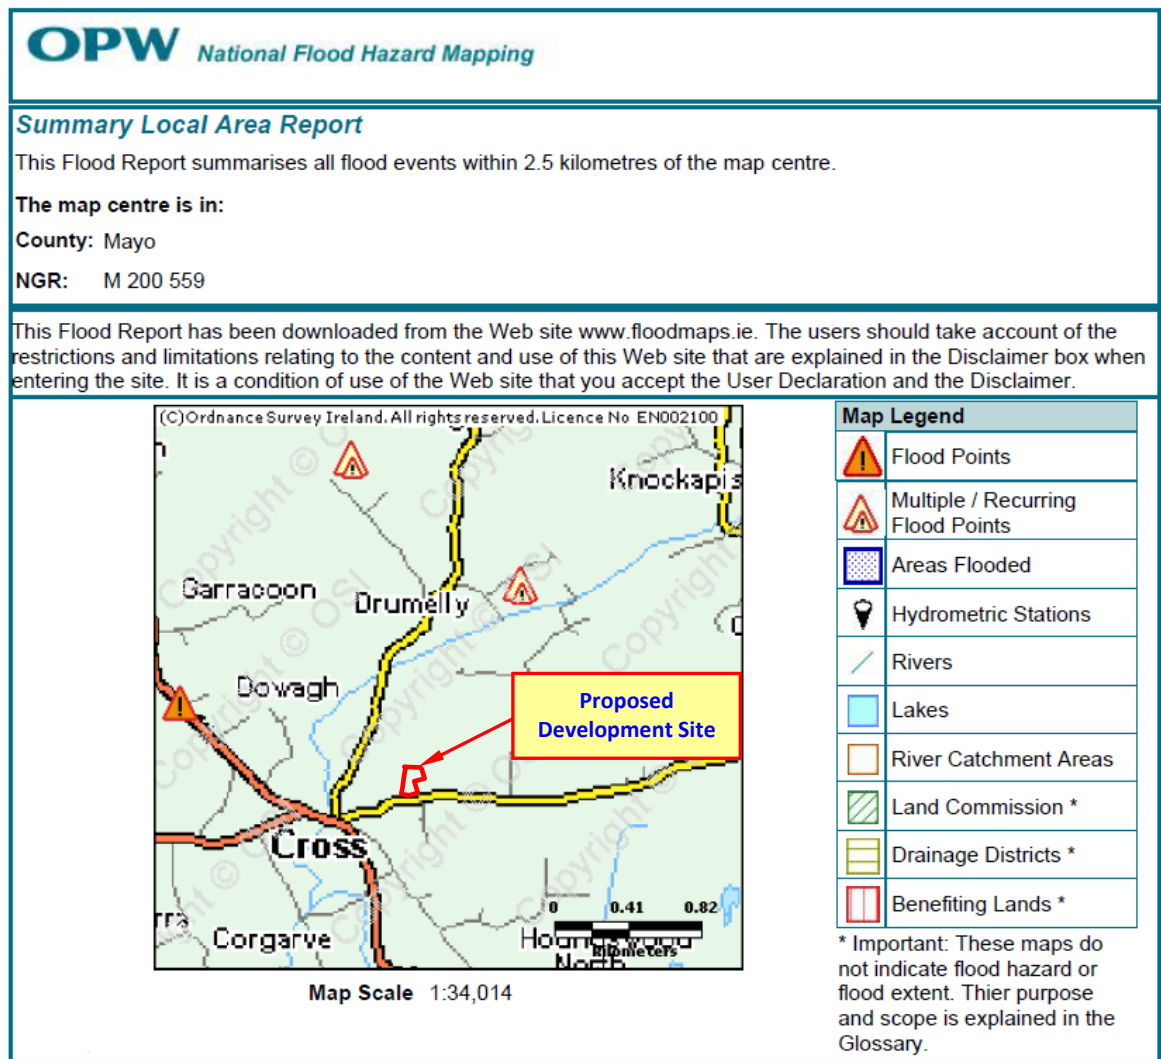 OPW National Flood Hazard Mapping
Summary Local Area Report
This Flood Report summarises all flood events within 2.5 kilometres of the map centre.
The map centre is in:
County: Mayo
NGR: M 200 559
This Flood Report has been downloaded from the Web site www.floodmaps.ie. The users should take account of the
restrictions and limitations relating to the content and use of this Web site that are explained in the Disclaimer box when
entering the site. It is a condition of use of the Web site that you accept the User Declaration and the Disclaimer.
(C)Ordnance Survey Ireland. All rights reserved. Licence No EN002100
Knockapis
Garracoon
Drumelly
Dowagh
Proposed
Development Site
Cross
Corgarve
Houndswood
North
0 0.41 0.82
Kilometers
Copyright © OSI
Map Scale 1:34,014
Map Legend
Flood Points
Multiple / Recurring
Flood Points
Areas Flooded
Hydrometric Stations
Rivers
Lakes
River Catchment Areas
Land Commission *
Drainage Districts *
Benefiting Lands *
* Important: These maps do
not indicate flood hazard or
flood extent. Thier purpose
and scope is explained in the
Glossary.